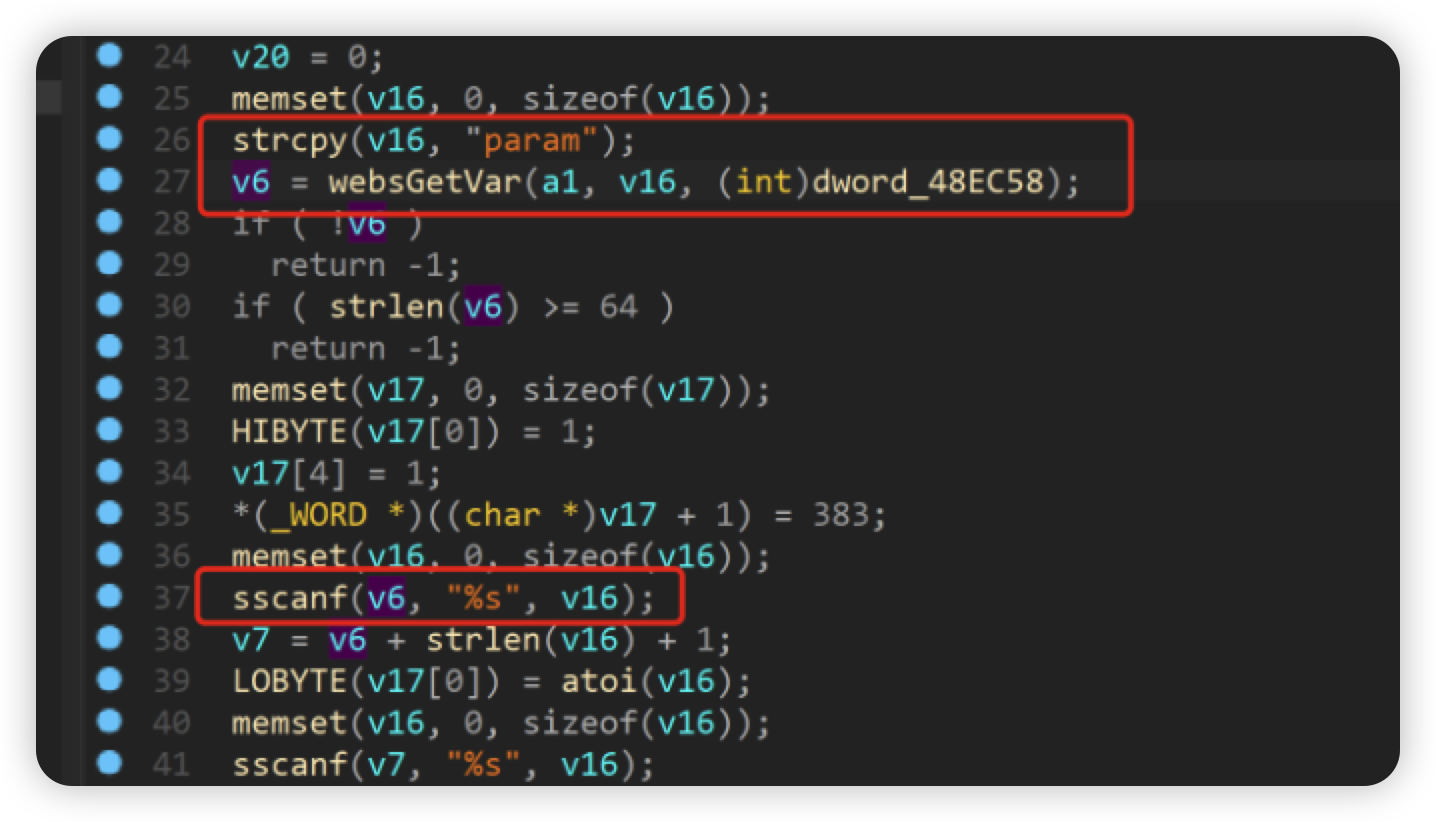 24 v20 = 0;
25 memset(v16, 0, sizeof(v16));
26 strcpy(v16, "param");
27 v6 = websGetVar(a1, v16, (int)dword_48EC58);
28 if ( !v6 )
29 return -1;
30 if ( strlen(v6) >= 64 )
31 return -1;
32 memset(v17, 0, sizeof(v17));
33 HIBYTE(v17[0]) = 1;
34 v17[4] = 1;
35 *(_WORD *)((char *)v17 + 1) = 383;
36 memset(v16, 0, sizeof(v16));
37 sscanf(v6, "%s", v16);
38 v7 = v6 + strlen(v16) + 1;
39 LOBYTE(v17[0]) = atoi(v16);
40 memset(v16, 0, sizeof(v16));
41 sscanf(v7, "%s", v16);